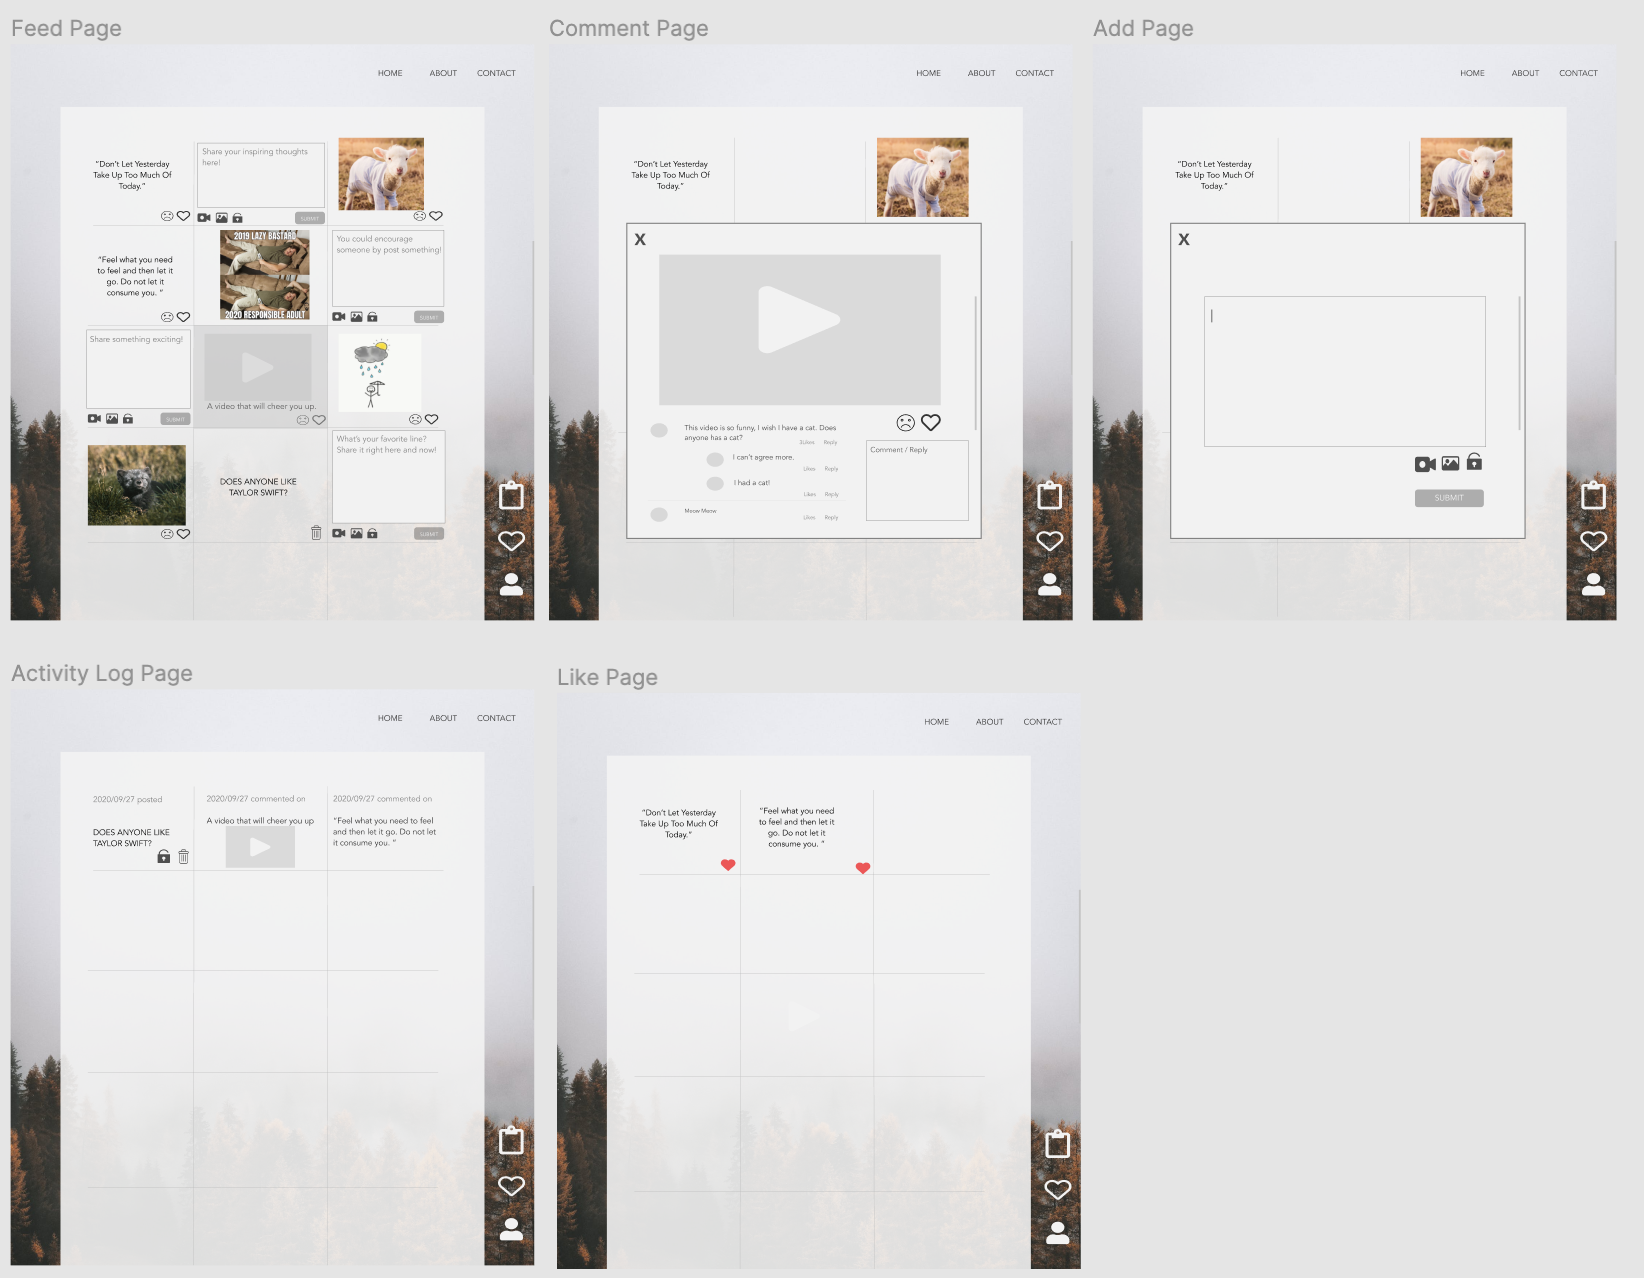 Feed Page
HOME ABOUT CONTACT
“Don’t Let Yesterday
Take Up Too Much Of
Today.”
Share your inspiring thoughts
here!
SUBMIT
“Feel what you need
to feel and then let it
go. Do not let it
consume you. ”
2019 LAZY BASTARD
2020 RESPONSIBLE ADULT
You could encourage
someone by post something!
SUBMIT
Share something exciting!
SUBMIT
A video that will cheer you up.
DOES ANYONE LIKE
TAYLOR SWIFT?
What’s your favorite line?
Share it right here and now!
SUBMIT
Comment Page
HOME ABOUT CONTACT
“Don’t Let Yesterday
Take Up Too Much Of
Today.”
X
This video is so funny, I wish I have a cat. Does
anyone has a cat?
3Likes Reply
I can’t agree more.
Likes Reply
I had a cat!
Likes Reply
Meow Meow
Likes Reply
Comment / Reply
Add Page
HOME ABOUT CONTACT
“Don’t Let Yesterday
Take Up Too Much Of
Today.”
X
SUBMIT
Activity Log Page
HOME ABOUT CONTACT
2020/09/27 posted
DOES ANYONE LIKE
TAYLOR SWIFT?
2020/09/27 commented on
A video that will cheer you up
2020/09/27 commented on
“Feel what you need to feel
and then let it go. Do not let
it consume you. ”
Like Page
HOME ABOUT CONTACT
“Don’t Let Yesterday
Take Up Too Much Of
Today.”
“Feel what you need
to feel and then let it
go. Do not let it
consume you. ”